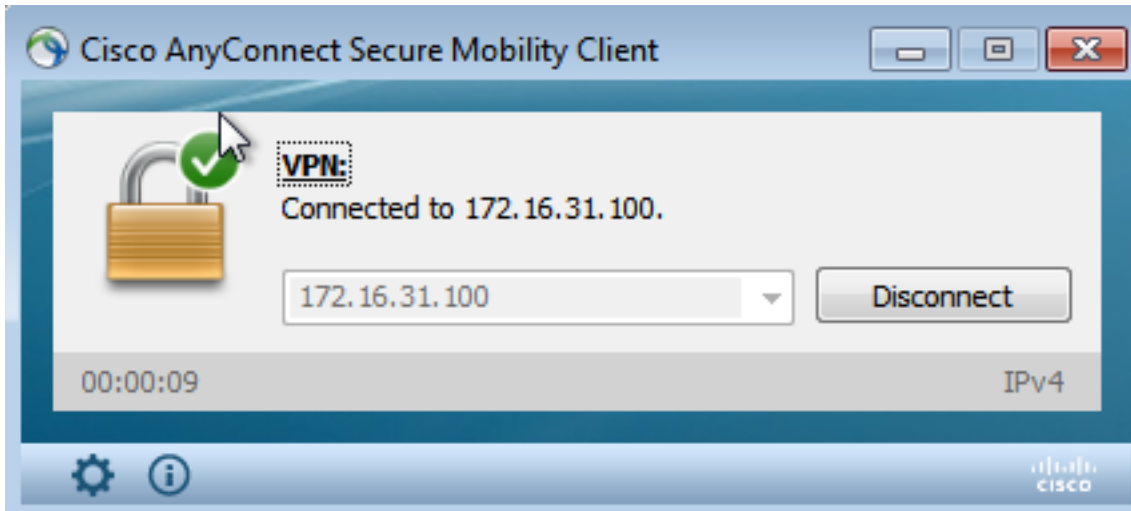 Cisco AnyConnect Secure Mobility Client
VPN:
Connected to 172.16.31.100.
172.16.31.100
Disconnect
00:00:09
IPv4
cisco